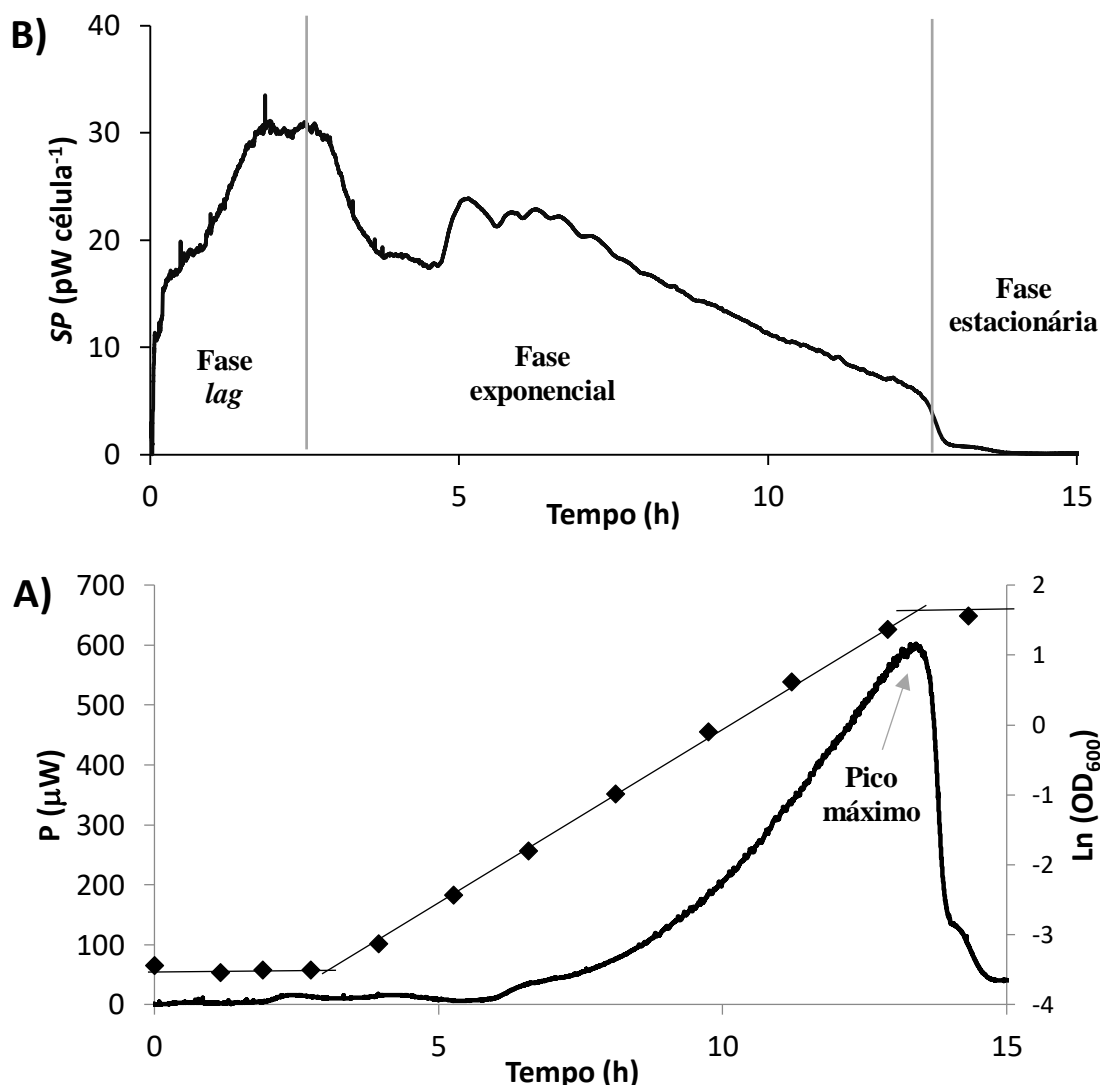 B)
40
30
20
10
0
SP (pW célula⁻¹)
Fase
lag
Fase
exponencial
Fase
estacionária
0
5
10
15
Tempo (h)
A)
700
600
500
400
300
200
100
0
P (µW)
2
1
0
-1
-2
-3
-4
Ln (OD₆₀₀)
Pico
máximo
0
5
10
15
Tempo (h)